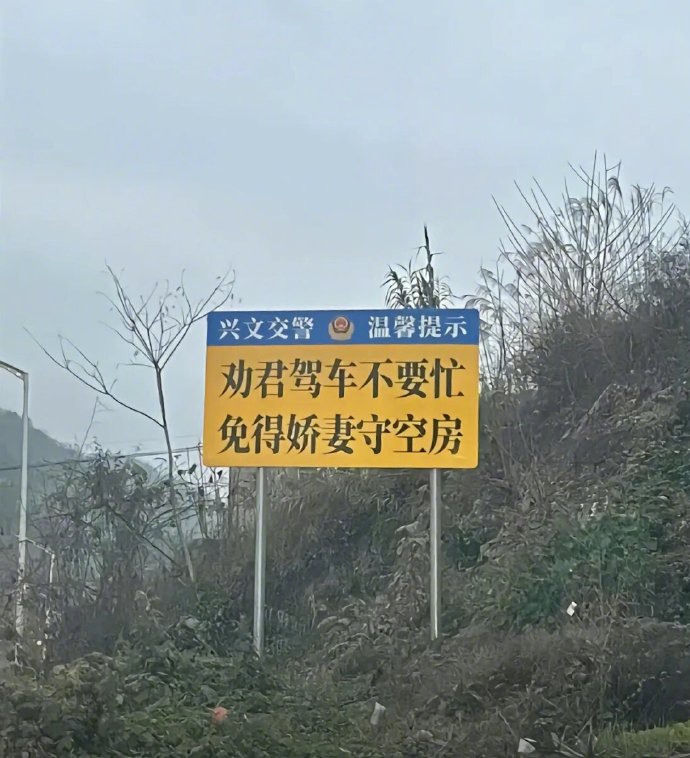 兴文交警 温馨提示
劝君驾车不要忙
免得娇妻守空房